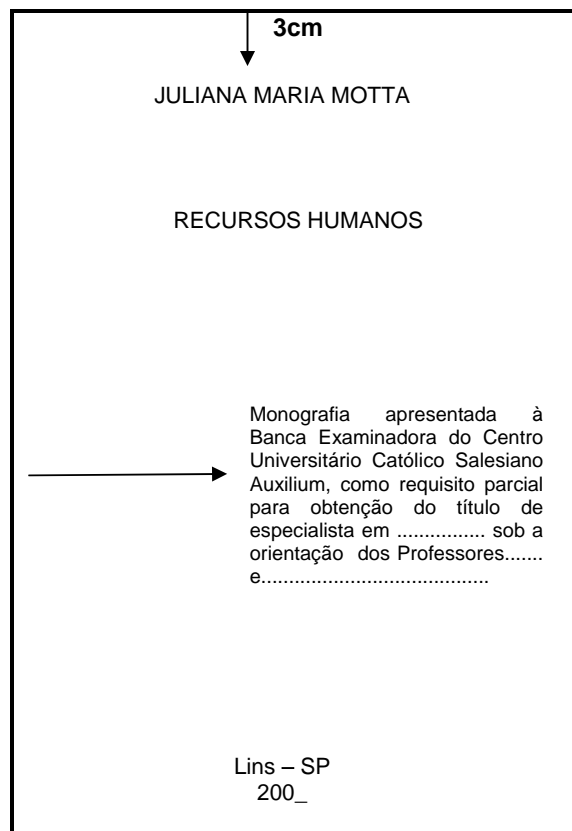 3cm
JULIANA MARIA MOTTA
RECURSOS HUMANOS
Monografia apresentada à
Banca Examinadora do Centro
Universitário Católico Salesiano
Auxilium, como requisito parcial
para obtenção do título de
especialista em ................ sob a
orientação dos Professores.......
e.........................................
Lins – SP
200_